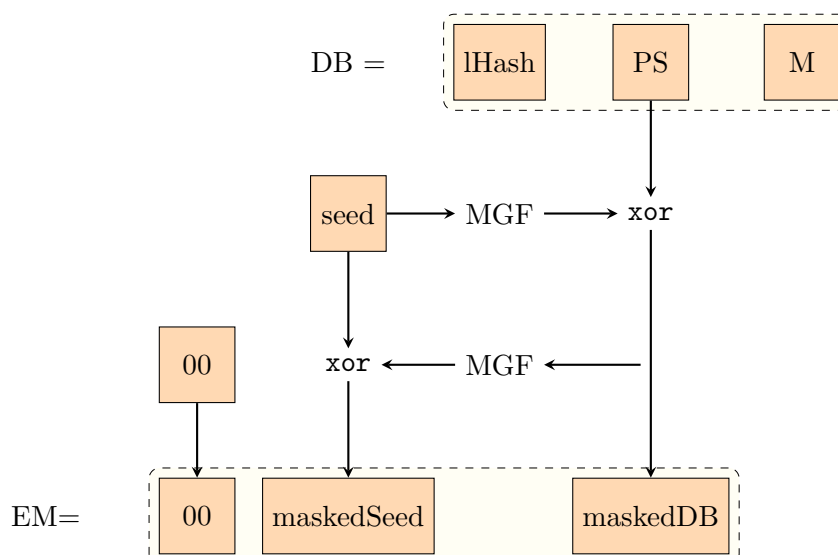 DB = lHash PS M
seed MGF xor
00 xor MGF
EM= 00 maskedSeed maskedDB